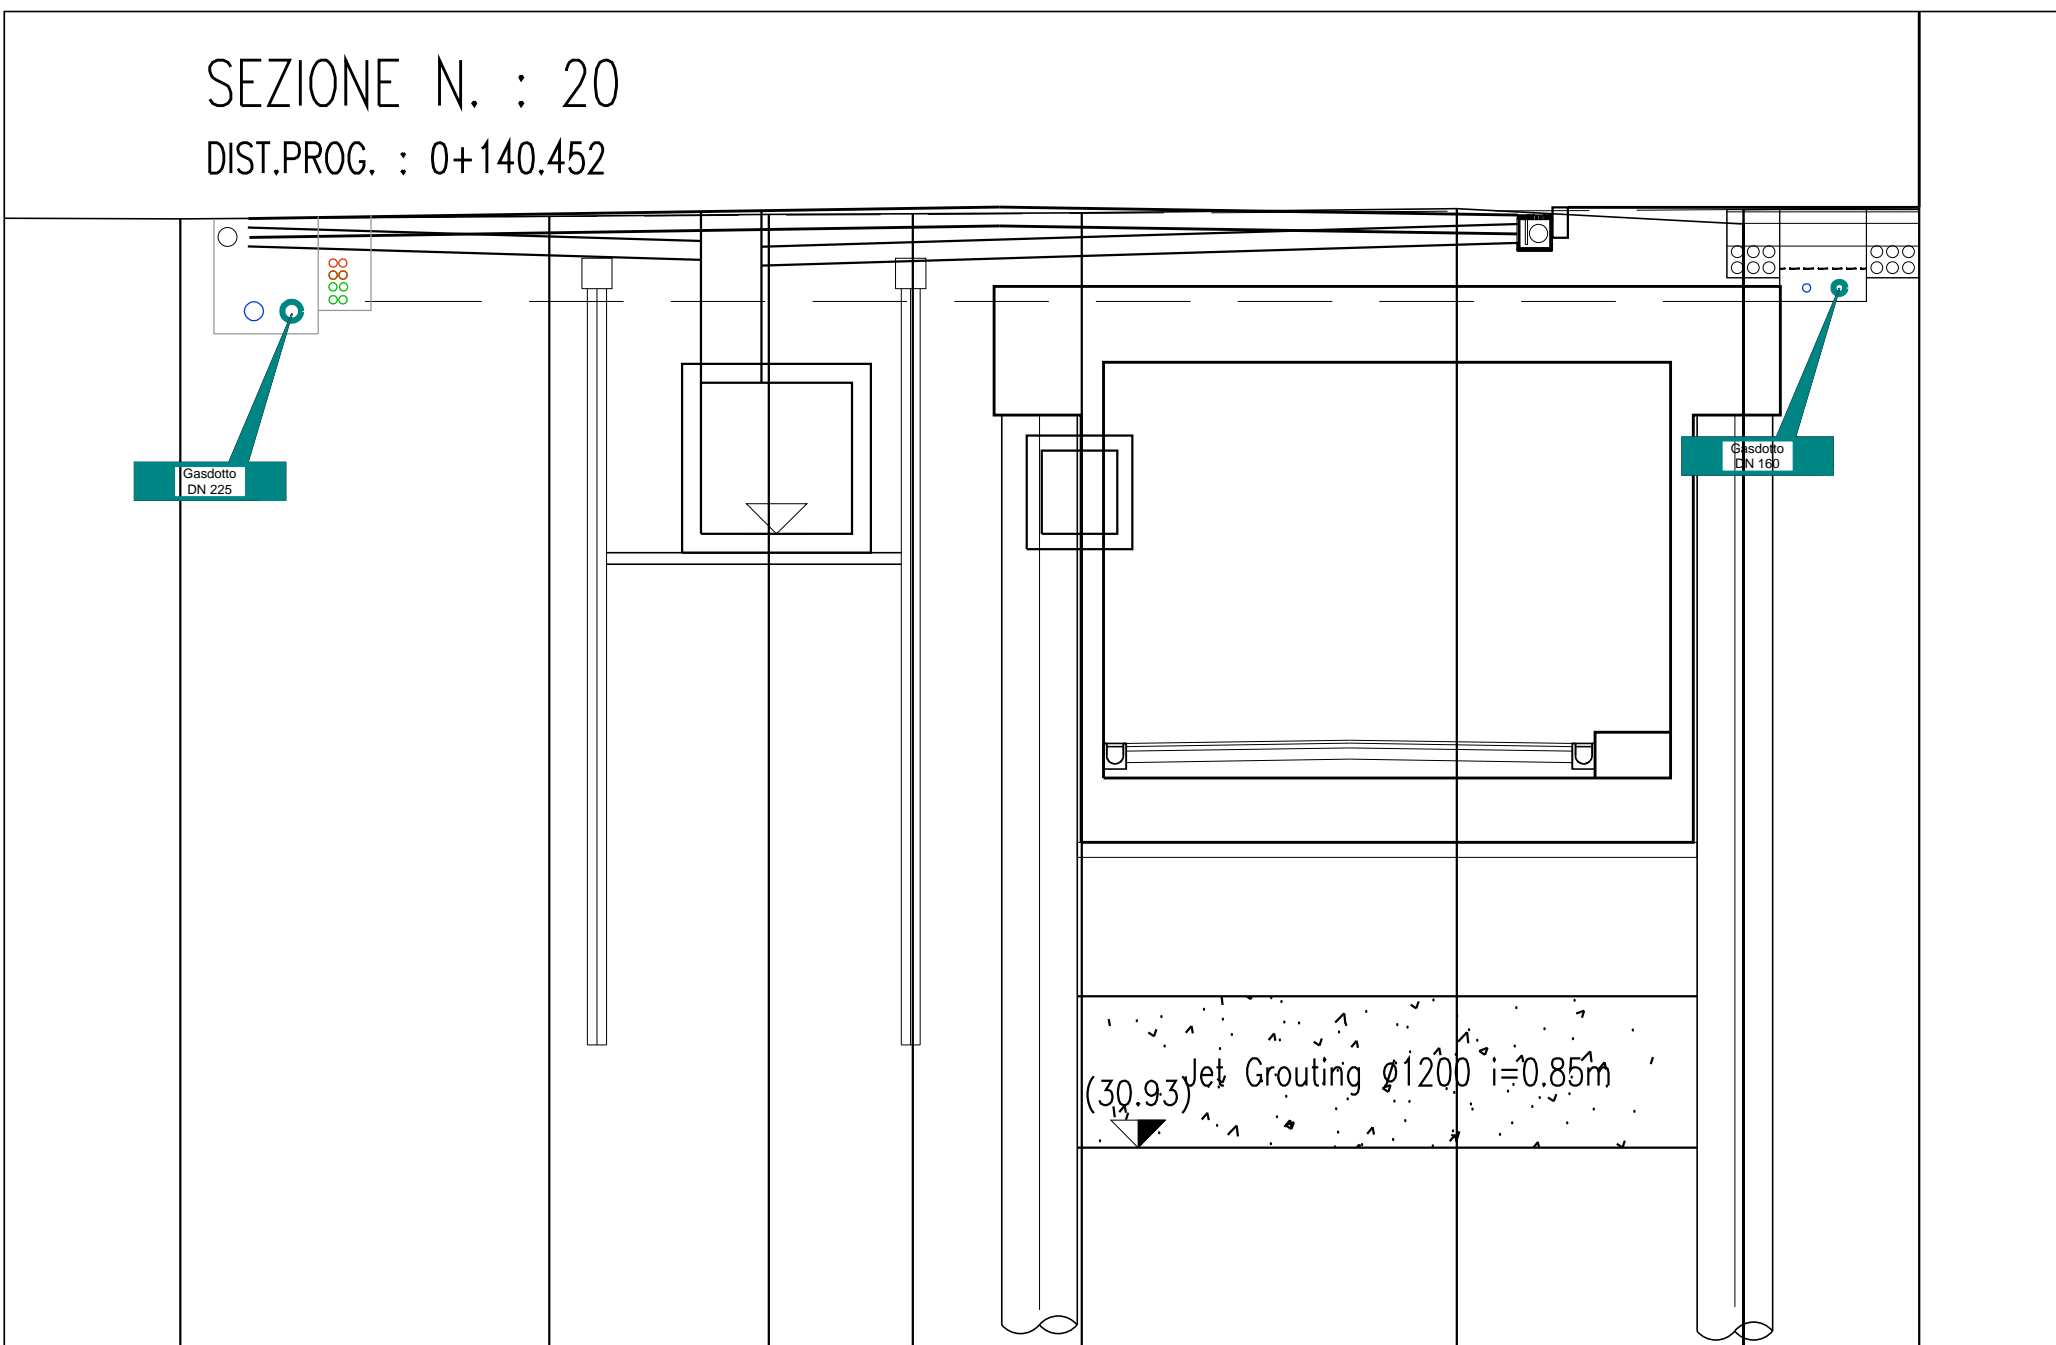 SEZIONE N. : 20
DIST.PROG. : 0+140.452
Gasdotto
DN 225
Gasdotto
DN 160
Jet Grouting ø1200 i=0.85m
(30.93)